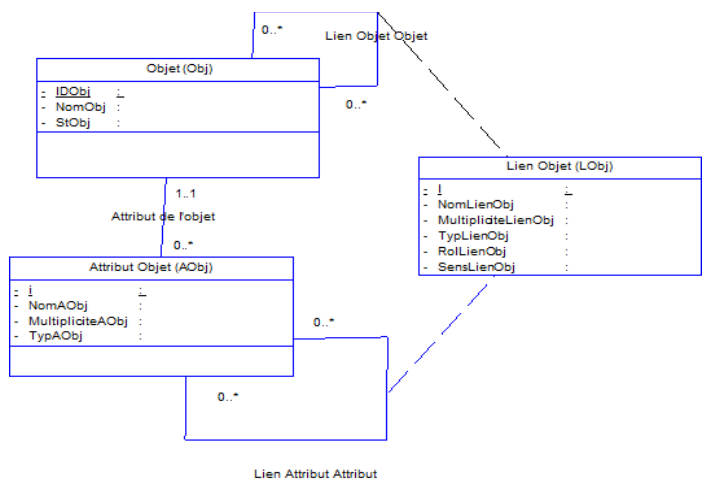 0..*
Lien Objet Objet
Objet (Obj)
- IDObj :
- NomObj :
- StObj :
0..*
Lien Objet (LObj)
- I :
- NomLienObj :
- MultipliciteLienObj :
- TypLienObj :
- RolLienObj :
- SensLienObj :
1..1
Attribut de l'objet
0..*
Attribut Objet (AObj)
- i :
- NomAObj :
- MultipliciteAObj :
- TypAObj :
0..*
0..*
Lien Attribut Attribut